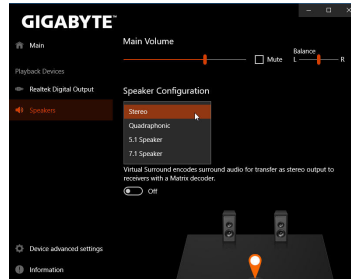 GIGABYTE™
Main
Playback Devices
Realtek Digital Output
Speakers
Device advanced settings
Information
Main Volume
Mute
Balance
L
R
Speaker Configuration
Stereo
Quadraphonic
5.1 Speaker
7.1 Speaker
Virtual Surround encodes surround audio for transfer as stereo output to
receivers with a Matrix decoder.
Off